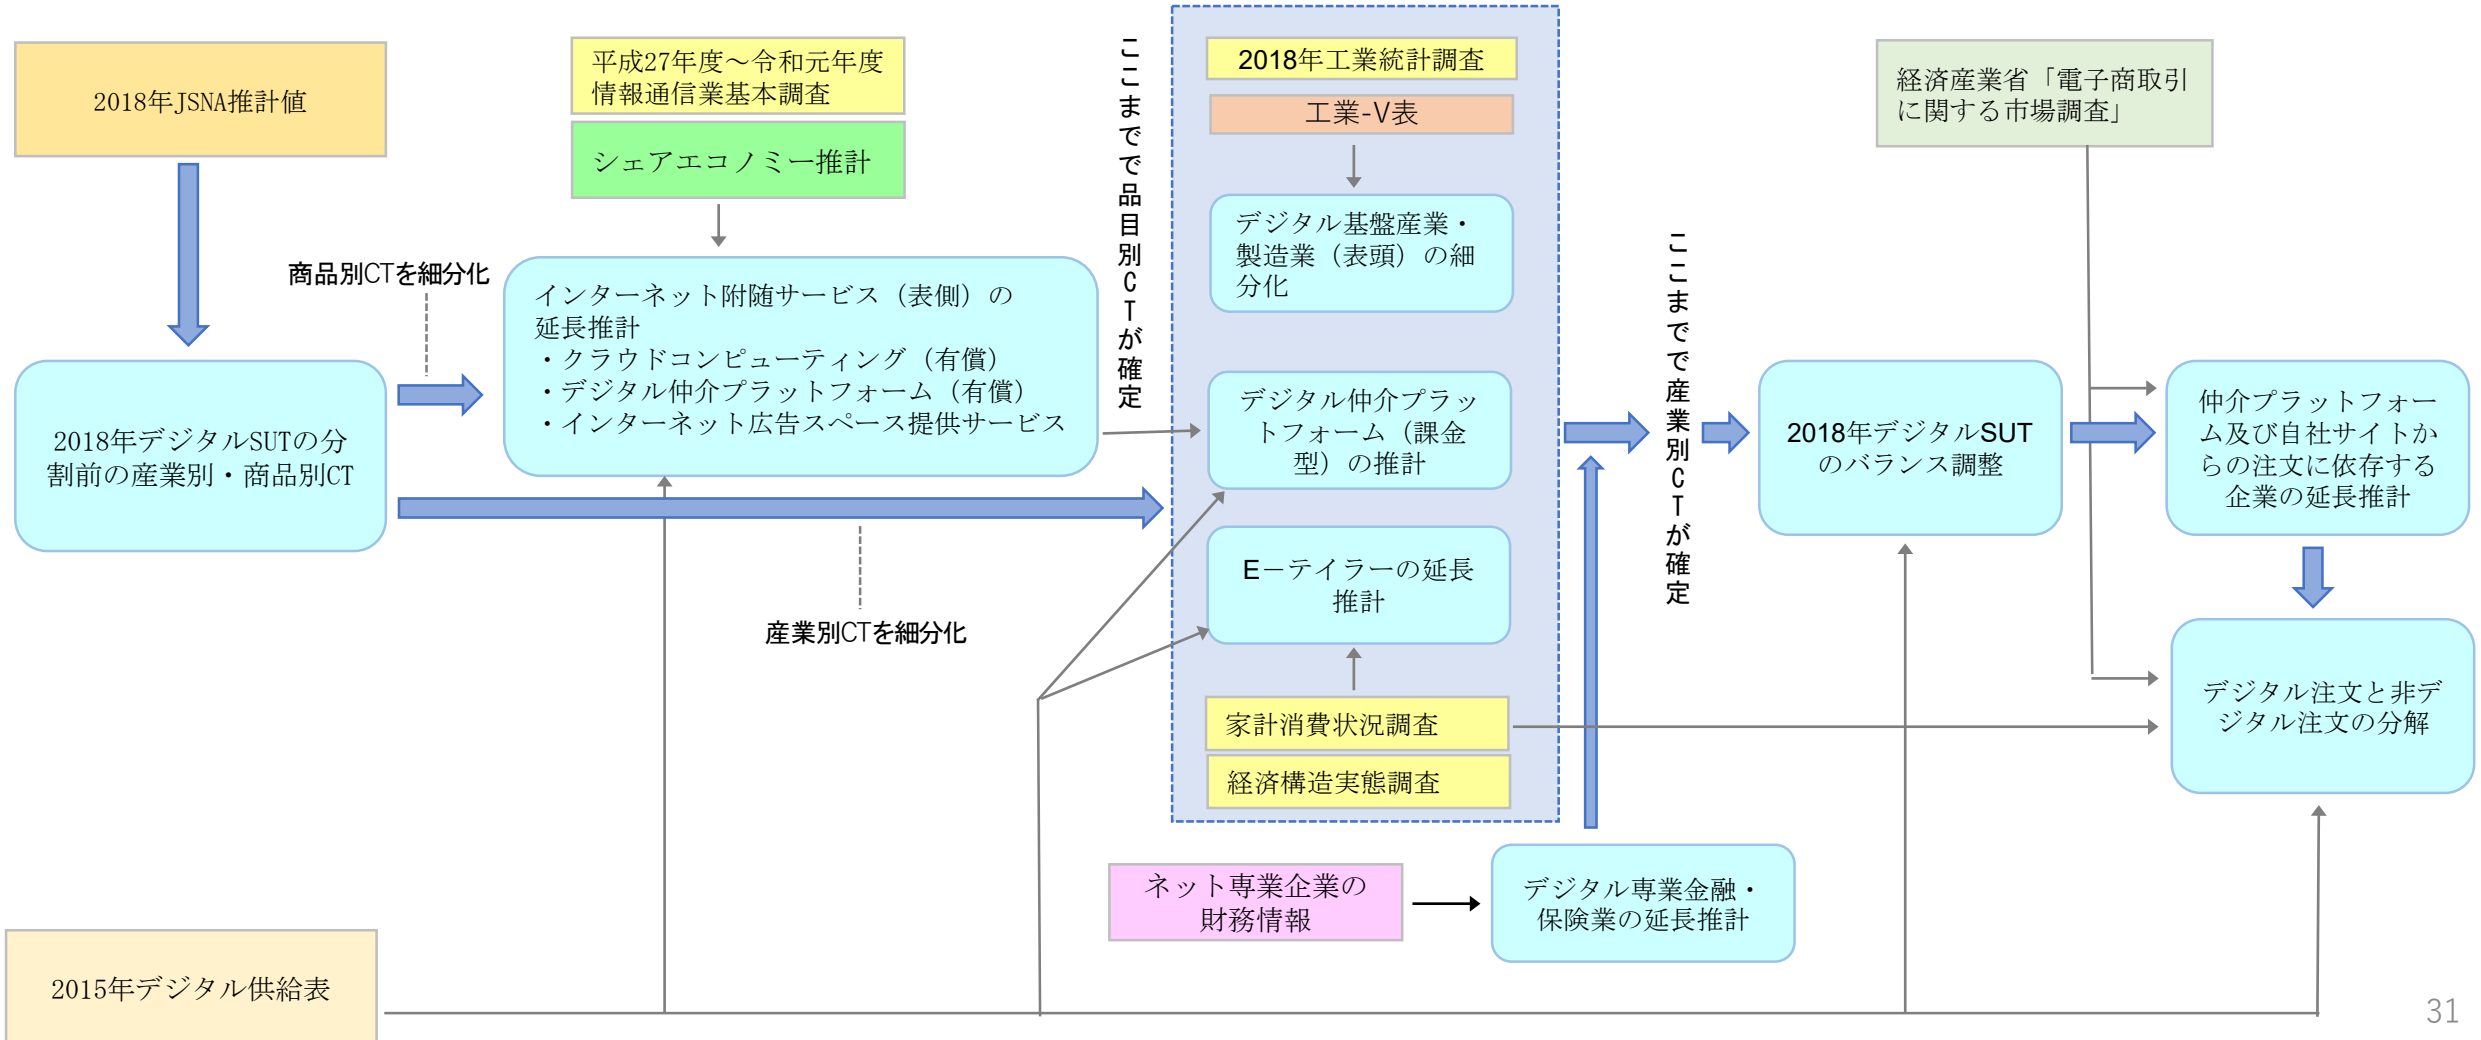 2018年JSNA推計値
平成27年度～令和元年度
情報通信業基本調査
シェアエコノミー推計
ここまでで品目別CTが確定
2018年工業統計調査
工業-V表
経済産業省「電子商取引
に関する市場調査」
デジタル基盤産業・
製造業（表頭）の細
分化
商品別CTを細分化
インターネット附随サービス（表側）の
延長推計
・クラウドコンピューティング（有償）
・デジタル仲介プラットフォーム（有償）
・インターネット広告スペース提供サービス
ここまでで産業別CTが確定
2018年デジタルSUTの分
割前の産業別・商品別CT
デジタル仲介プラッ
トフォーム（課金
型）の推計
2018年デジタルSUT
のバランス調整
仲介プラットフォー
ム及び自社サイトか
らの注文に依存する
企業の延長推計
E－テイラーの延長
推計
産業別CTを細分化
家計消費状況調査
経済構造実態調査
デジタル注文と非デ
ジタル注文の分解
ネット専業企業の
財務情報
デジタル専業金融・
保険業の延長推計
2015年デジタル供給表
31